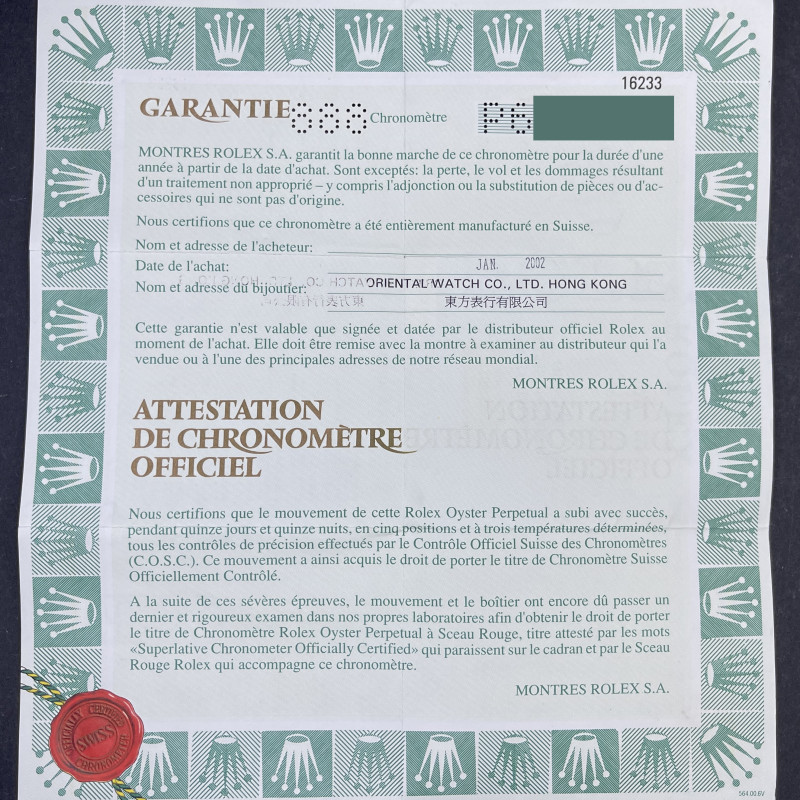 16233
GARANTIE 888 Chronomètre P6
MONTRES ROLEX S.A. garantit la bonne marche de ce chronomètre pour la durée d'une
année à partir de la date d'achat. Sont exceptés: la perte, le vol et les dommages résultant
d'un traitement non approprié – y compris l'adjonction ou la substitution de pièces ou d'ac-
cessoires qui ne sont pas d'origine.
Nous certifions que ce chronomètre a été entièrement manufacturé en Suisse.
Nom et adresse de l'acheteur:
Date de l'achat: JAN. 2002
Nom et adresse du bijoutier: ORIENTAL WATCH CO., LTD. HONG KONG
東方表行有限公司
Cette garantie n'est valable que signée et datée par le distributeur officiel Rolex au
moment de l'achat. Elle doit être remise avec la montre à examiner au distributeur qui l'a
vendue ou à l'une des principales adresses de notre réseau mondial.
MONTRES ROLEX S.A.
ATTESTATION
DE CHRONOMÈTRE
OFFICIEL
Nous certifions que le mouvement de cette Rolex Oyster Perpetual a subi avec succès,
pendant quinze jours et quinze nuits, en cinq positions et à trois températures déterminées,
tous les contrôles de précision effectués par le Contrôle Officiel Suisse des Chronomètres
(C.O.S.C.). Ce mouvement a ainsi acquis le droit de porter le titre de Chronomètre Suisse
Officiellement Contrôlé.
A la suite de ces sévères épreuves, le mouvement et le boîtier ont encore dû passer un
dernier et rigoureux examen dans nos propres laboratoires afin d'obtenir le droit de porter
le titre de Chronomètre Rolex Oyster Perpetual à Sceau Rouge, titre attesté par les mots
«Superlative Chronometer Officially Certified» qui paraissent sur le cadran et par le Sceau
Rouge Rolex qui accompagne ce chronomètre.
MONTRES ROLEX S.A.
OFFICIALLY CERTIFIED
SWISS
CHRONOMETER
564.00.6V